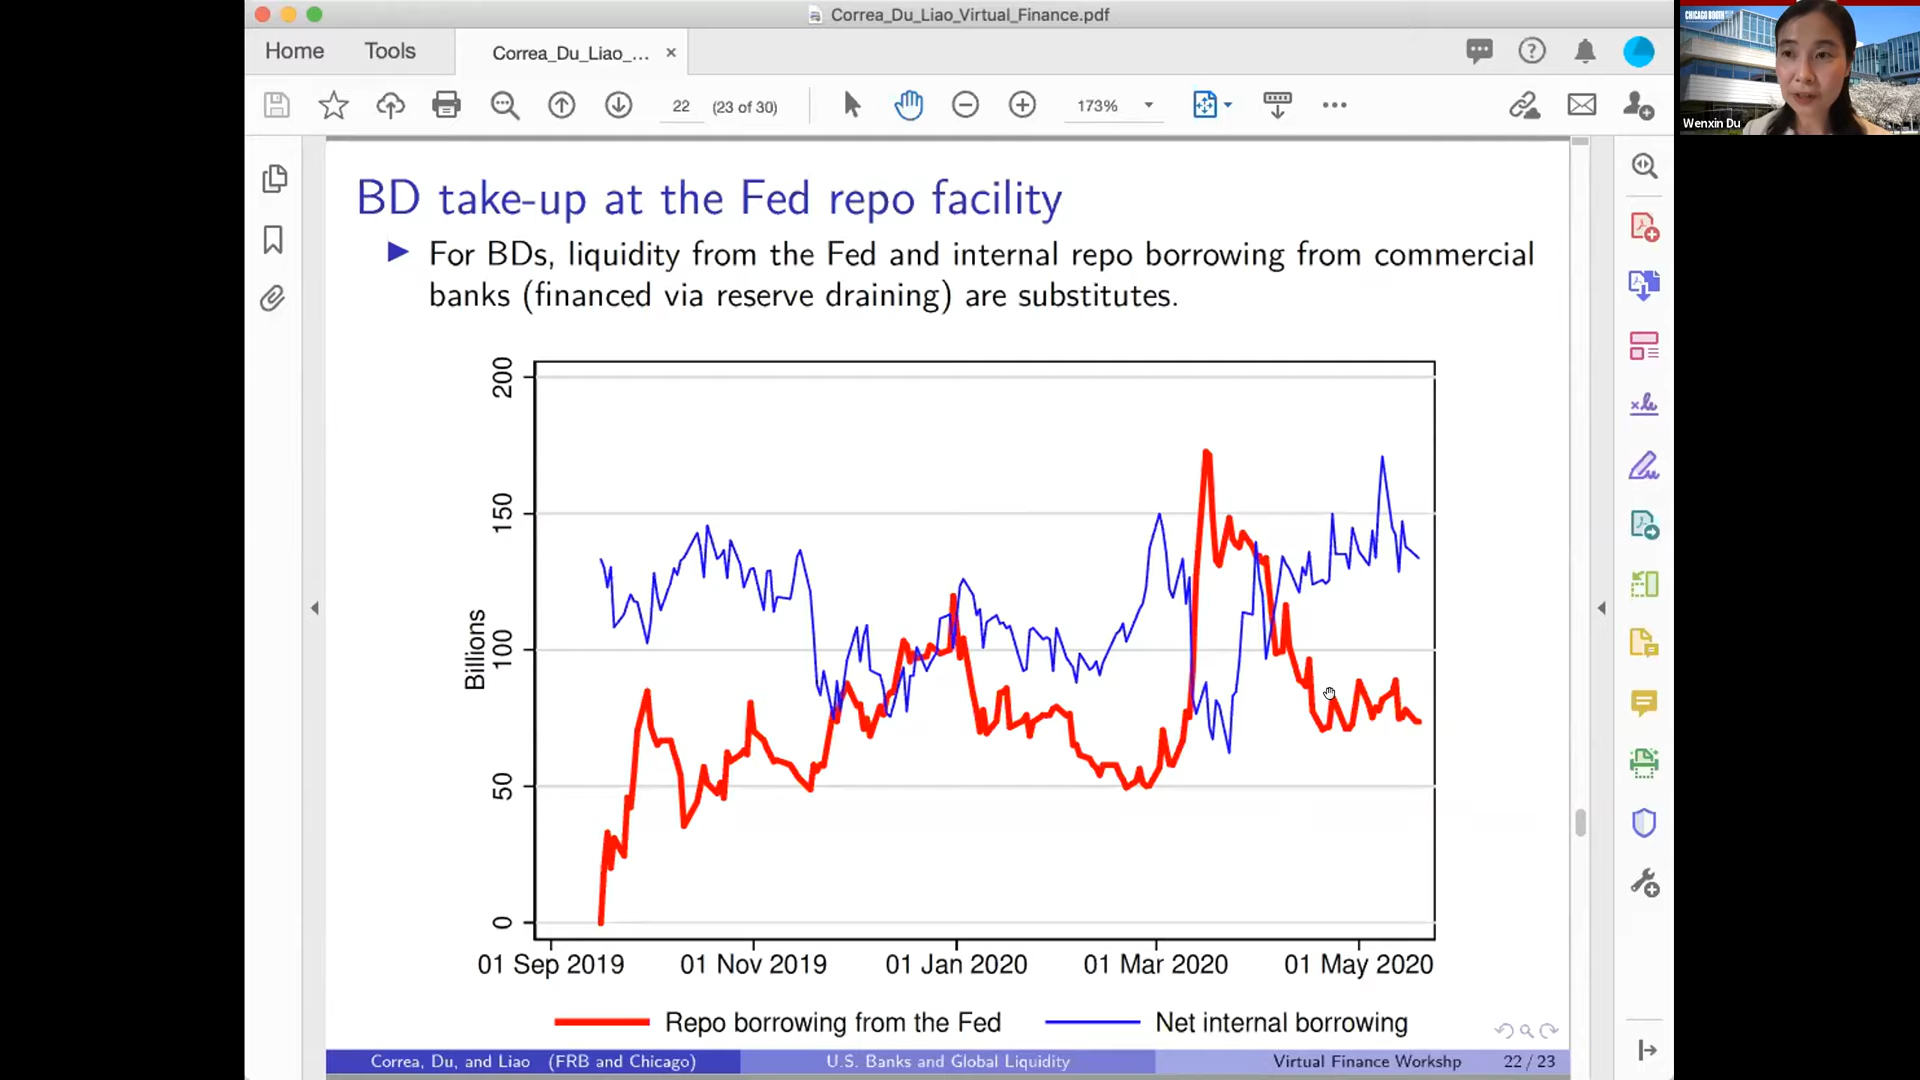 Correa_Du_Liao_Virtual_Finance.pdf
Home
Tools
Correa_Du_Liao_...
22
(23 of 30)
173%
CHICAGO BOOTH
Wenxin Du
BD take-up at the Fed repo facility
For BDs, liquidity from the Fed and internal repo borrowing from commercial
banks (financed via reserve draining) are substitutes.
200
150
100
50
0
Billions
01 Sep 2019
01 Nov 2019
01 Jan 2020
01 Mar 2020
01 May 2020
Repo borrowing from the Fed
Net internal borrowing
Correa, Du, and Liao (FRB and Chicago)
U.S. Banks and Global Liquidity
Virtual Finance Workshp
22 / 23